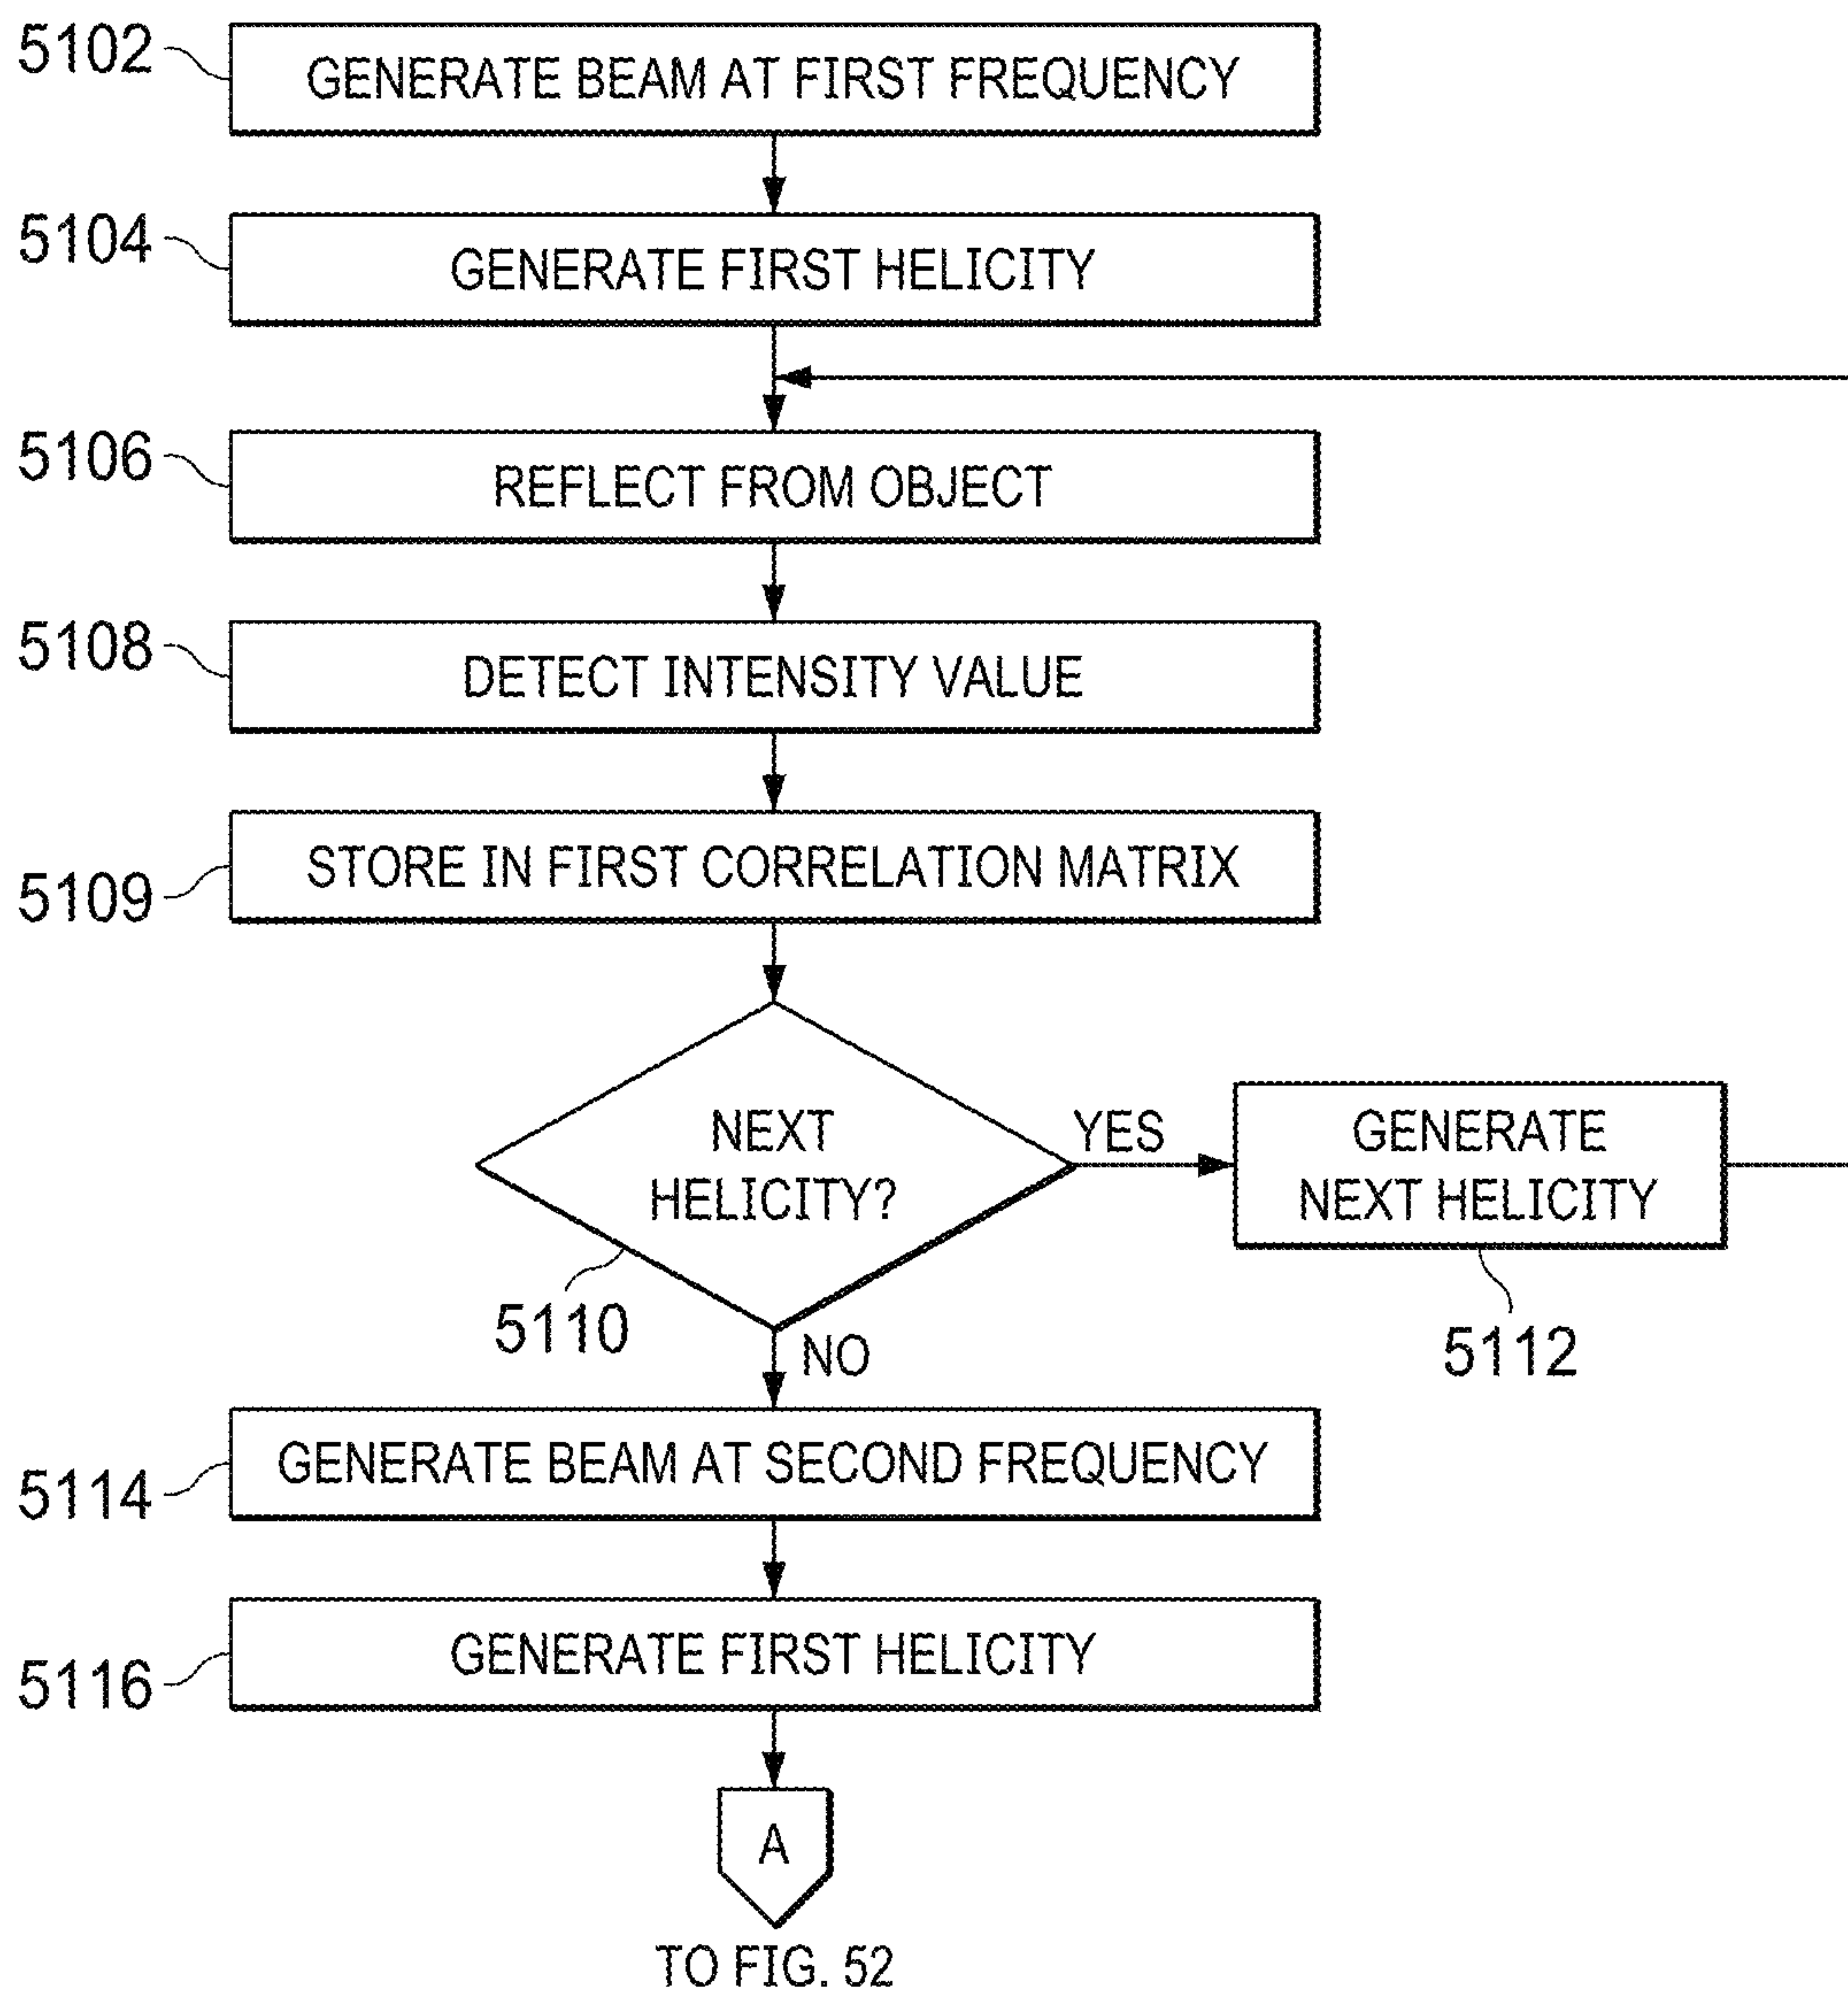 5102
GENERATE BEAM AT FIRST FREQUENCY
5104
GENERATE FIRST HELICITY
5106
REFLECT FROM OBJECT
5108
DETECT INTENSITY VALUE
5109
STORE IN FIRST CORRELATION MATRIX
NEXT
HELICITY?
YES
GENERATE
NEXT HELICITY
5110
NO
5112
5114
GENERATE BEAM AT SECOND FREQUENCY
5116
GENERATE FIRST HELICITY
A
TO FIG. 52